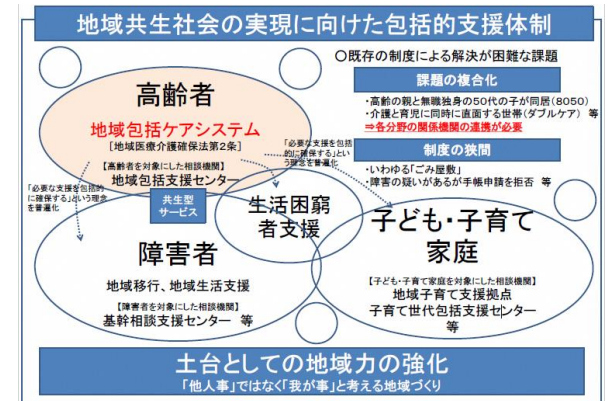 地域共生社会の実現に向けた包括的支援体制
〇既存の制度による解決が困難な課題
課題の複合化
・高齢の親と無職独身の50代の子が同居(8050)
・介護と育児に同時に直面する世帯(ダブルケア) 等
⇒各分野の関係機関の連携が必要
制度の狭間
・いわゆる「ごみ屋敷」
・障害の疑いがあるが手帳申請を拒否 等
高齢者
地域包括ケアシステム
[地域医療介護確保法第2条]
【高齢者を対象にした相談機関】
地域包括支援センター
「必要な支援を包括
的に確保する」とい
う理念を普遍化
「必要な支援を包括的
に確保する」という理念
を普遍化
共生型
サービス
生活困窮
者支援
障害者
地域移行、地域生活支援
【障害者を対象にした相談機関】
基幹相談支援センター 等
子ども・子育て
家庭
【子ども・子育て家庭を対象にした相談機関】
地域子育て支援拠点
子育て世代包括支援センター
等
土台としての地域力の強化
「他人事」ではなく「我が事」と考える地域づくり